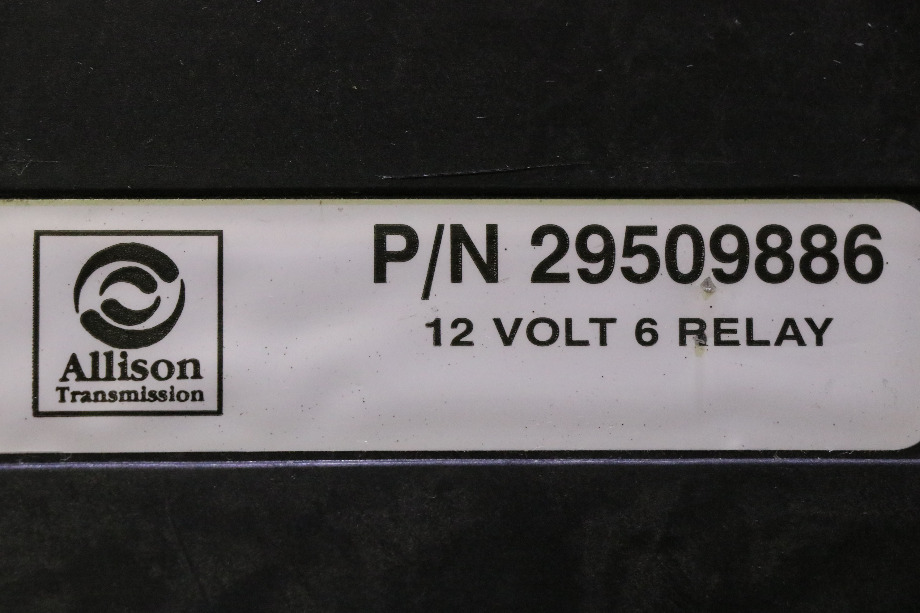 P/N 29509886
12 VOLT 6 RELAY
Allison
Transmission